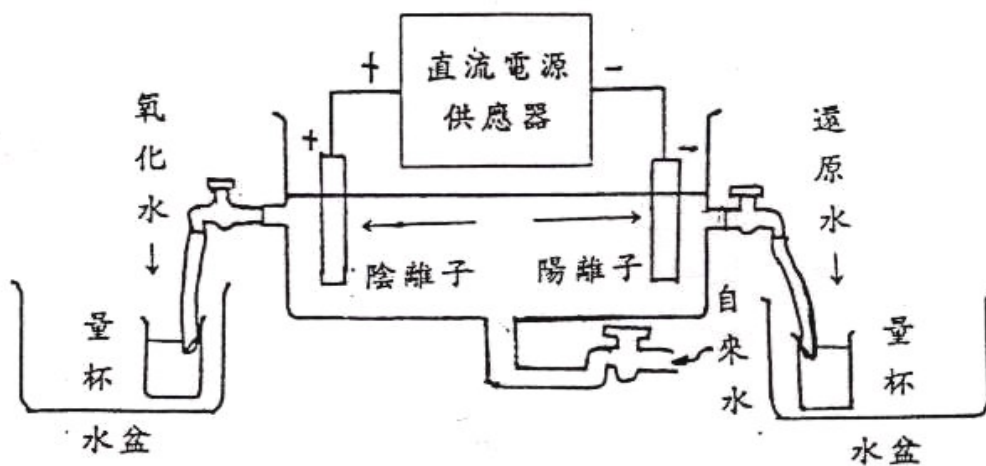 直流電源
供應器
+
-
+
-
氧化水
還原水
陰離子
陽離子
自來水
量杯
水盆
量杯
水盆